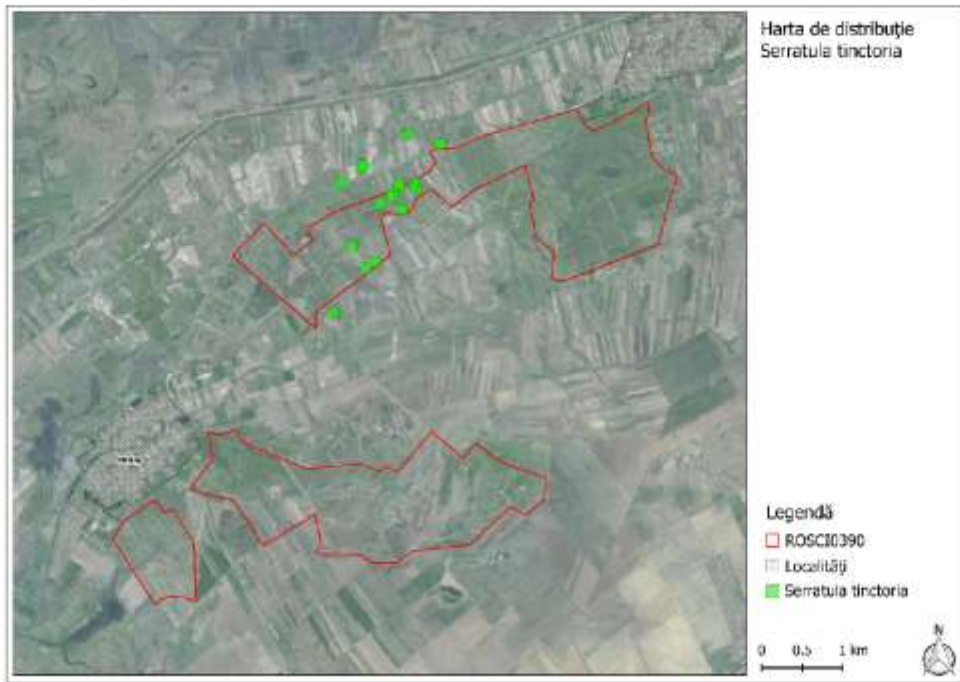 Harta de distribuție
Serratula tinctoria
Legendă
ROSCI0390
Localități
Serratula tinctoria
N
0 0.5 1 km